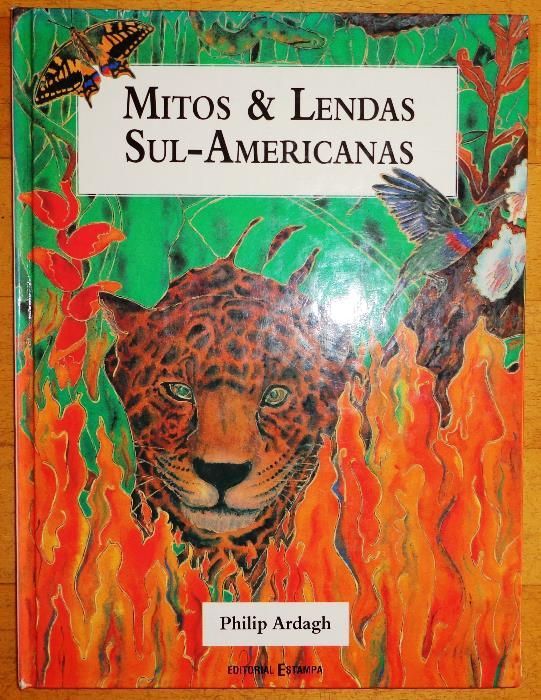 MITOS & LENDAS
SUL-AMERICANAS
Philip Ardagh
EDITORIAL ESTAMPA